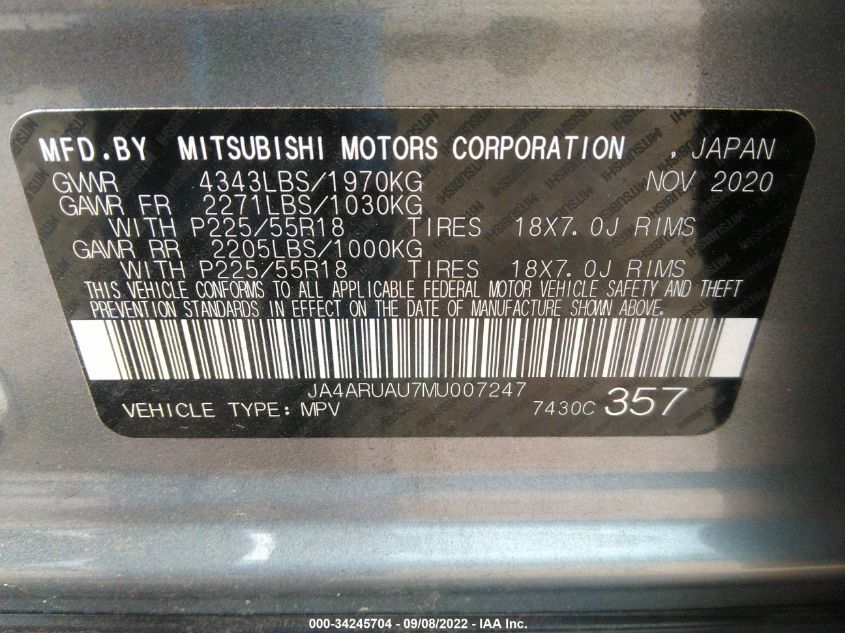 MFD.BY MITSUBISHI MOTORS CORPORATION , JAPAN
GVWR 4343LBS/1970KG NOV 2020
GAWR FR 2271LBS/1030KG
WITH P225/55R18 TIRES 18X7.0J RIMS
GAWR RR 2205LBS/1000KG
WITH P225/55R18 TIRES 18X7.0J RIMS
THIS VEHICLE CONFORMS TO ALL APPLICABLE FEDERAL MOTOR VEHICLE SAFETY AND THEFT
PREVENTION STANDARDS IN EFFECT ON THE DATE OF MANUFACTURE SHOWN ABOVE.
JA4ARUAU7MU007247
VEHICLE TYPE: MPV 7430C 357
000-34245704 - 09/08/2022 - IAA Inc.